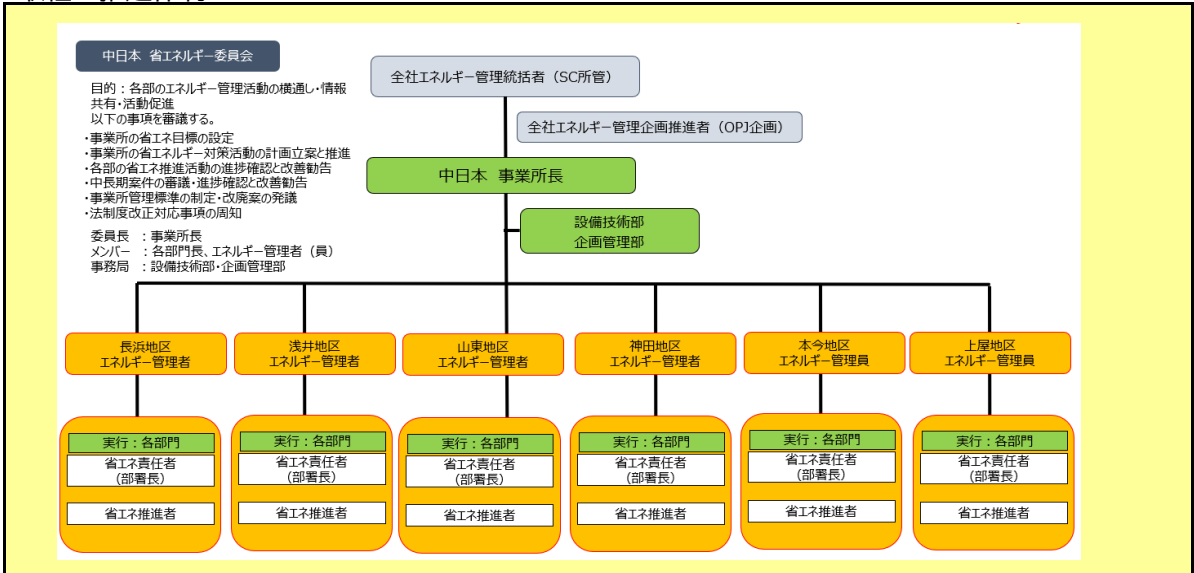 中日本 省エネルギー委員会
目的：各部のエネルギー管理活動の横通し・情報
共有・活動促進
以下の事項を審議する。
・事業所の省エネ目標の設定
・事業所の省エネルギー対策活動の計画立案と推進
・各部の省エネ推進活動の進捗確認と改善勧告
・中長期案件の審議・進捗確認と改善勧告
・事業所管理標準の制定・改廃案の発議
・法制度改正対応事項の周知
委員長 ：事業所長
メンバー ：各部門長、エネルギー管理者（員）
事務局 ：設備技術部・企画管理部
全社エネルギー管理統括者（SC所管）
全社エネルギー管理企画推進者（OPJ企画）
中日本 事業所長
設備技術部
企画管理部
長浜地区
エネルギー管理者
浅井地区
エネルギー管理者
山東地区
エネルギー管理者
神田地区
エネルギー管理者
本今地区
エネルギー管理員
上屋地区
エネルギー管理員
実行：各部門
省エネ責任者
(部署長)
省エネ推進者
実行：各部門
省エネ責任者
(部署長)
省エネ推進者
実行：各部門
省エネ責任者
(部署長)
省エネ推進者
実行：各部門
省エネ責任者
(部署長)
省エネ推進者
実行：各部門
省エネ責任者
(部署長)
省エネ推進者
実行：各部門
省エネ責任者
(部署長)
省エネ推進者